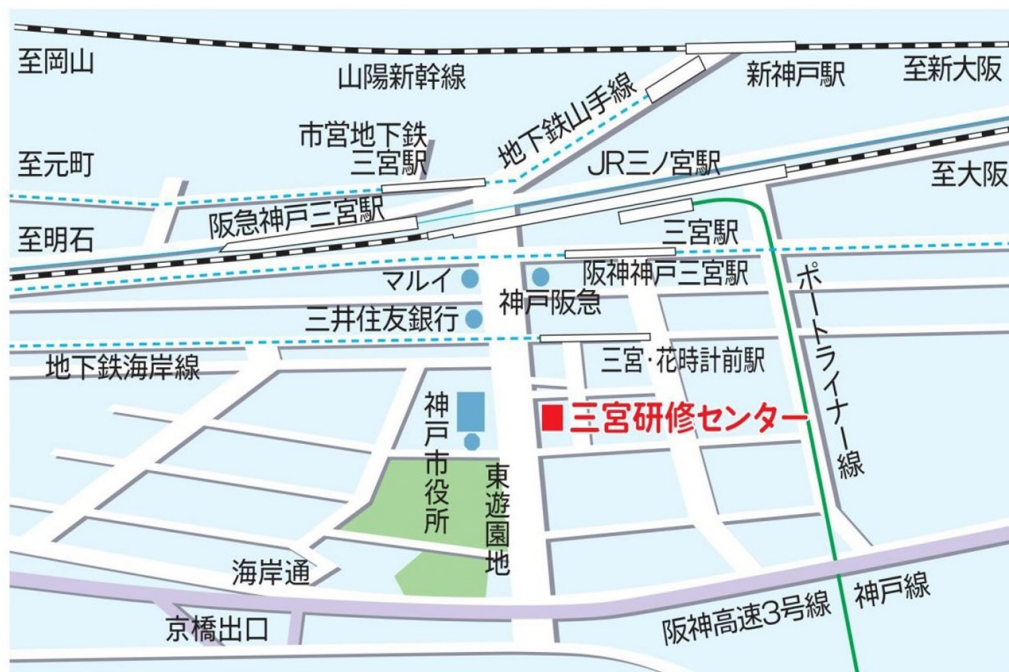 至岡山
山陽新幹線
新神戸駅
至新大阪
地下鉄山手線
市営地下鉄
三宮駅
JR三ノ宮駅
至元町
至大阪
阪急神戸三宮駅
至明石
三宮駅
阪神神戸三宮駅
マルイ
神戸阪急
ポートライナー線
三井住友銀行
三宮・花時計前駅
地下鉄海岸線
神戸市役所
三宮研修センター
東遊園地
海岸通
京橋出口
阪神高速3号線 神戸線